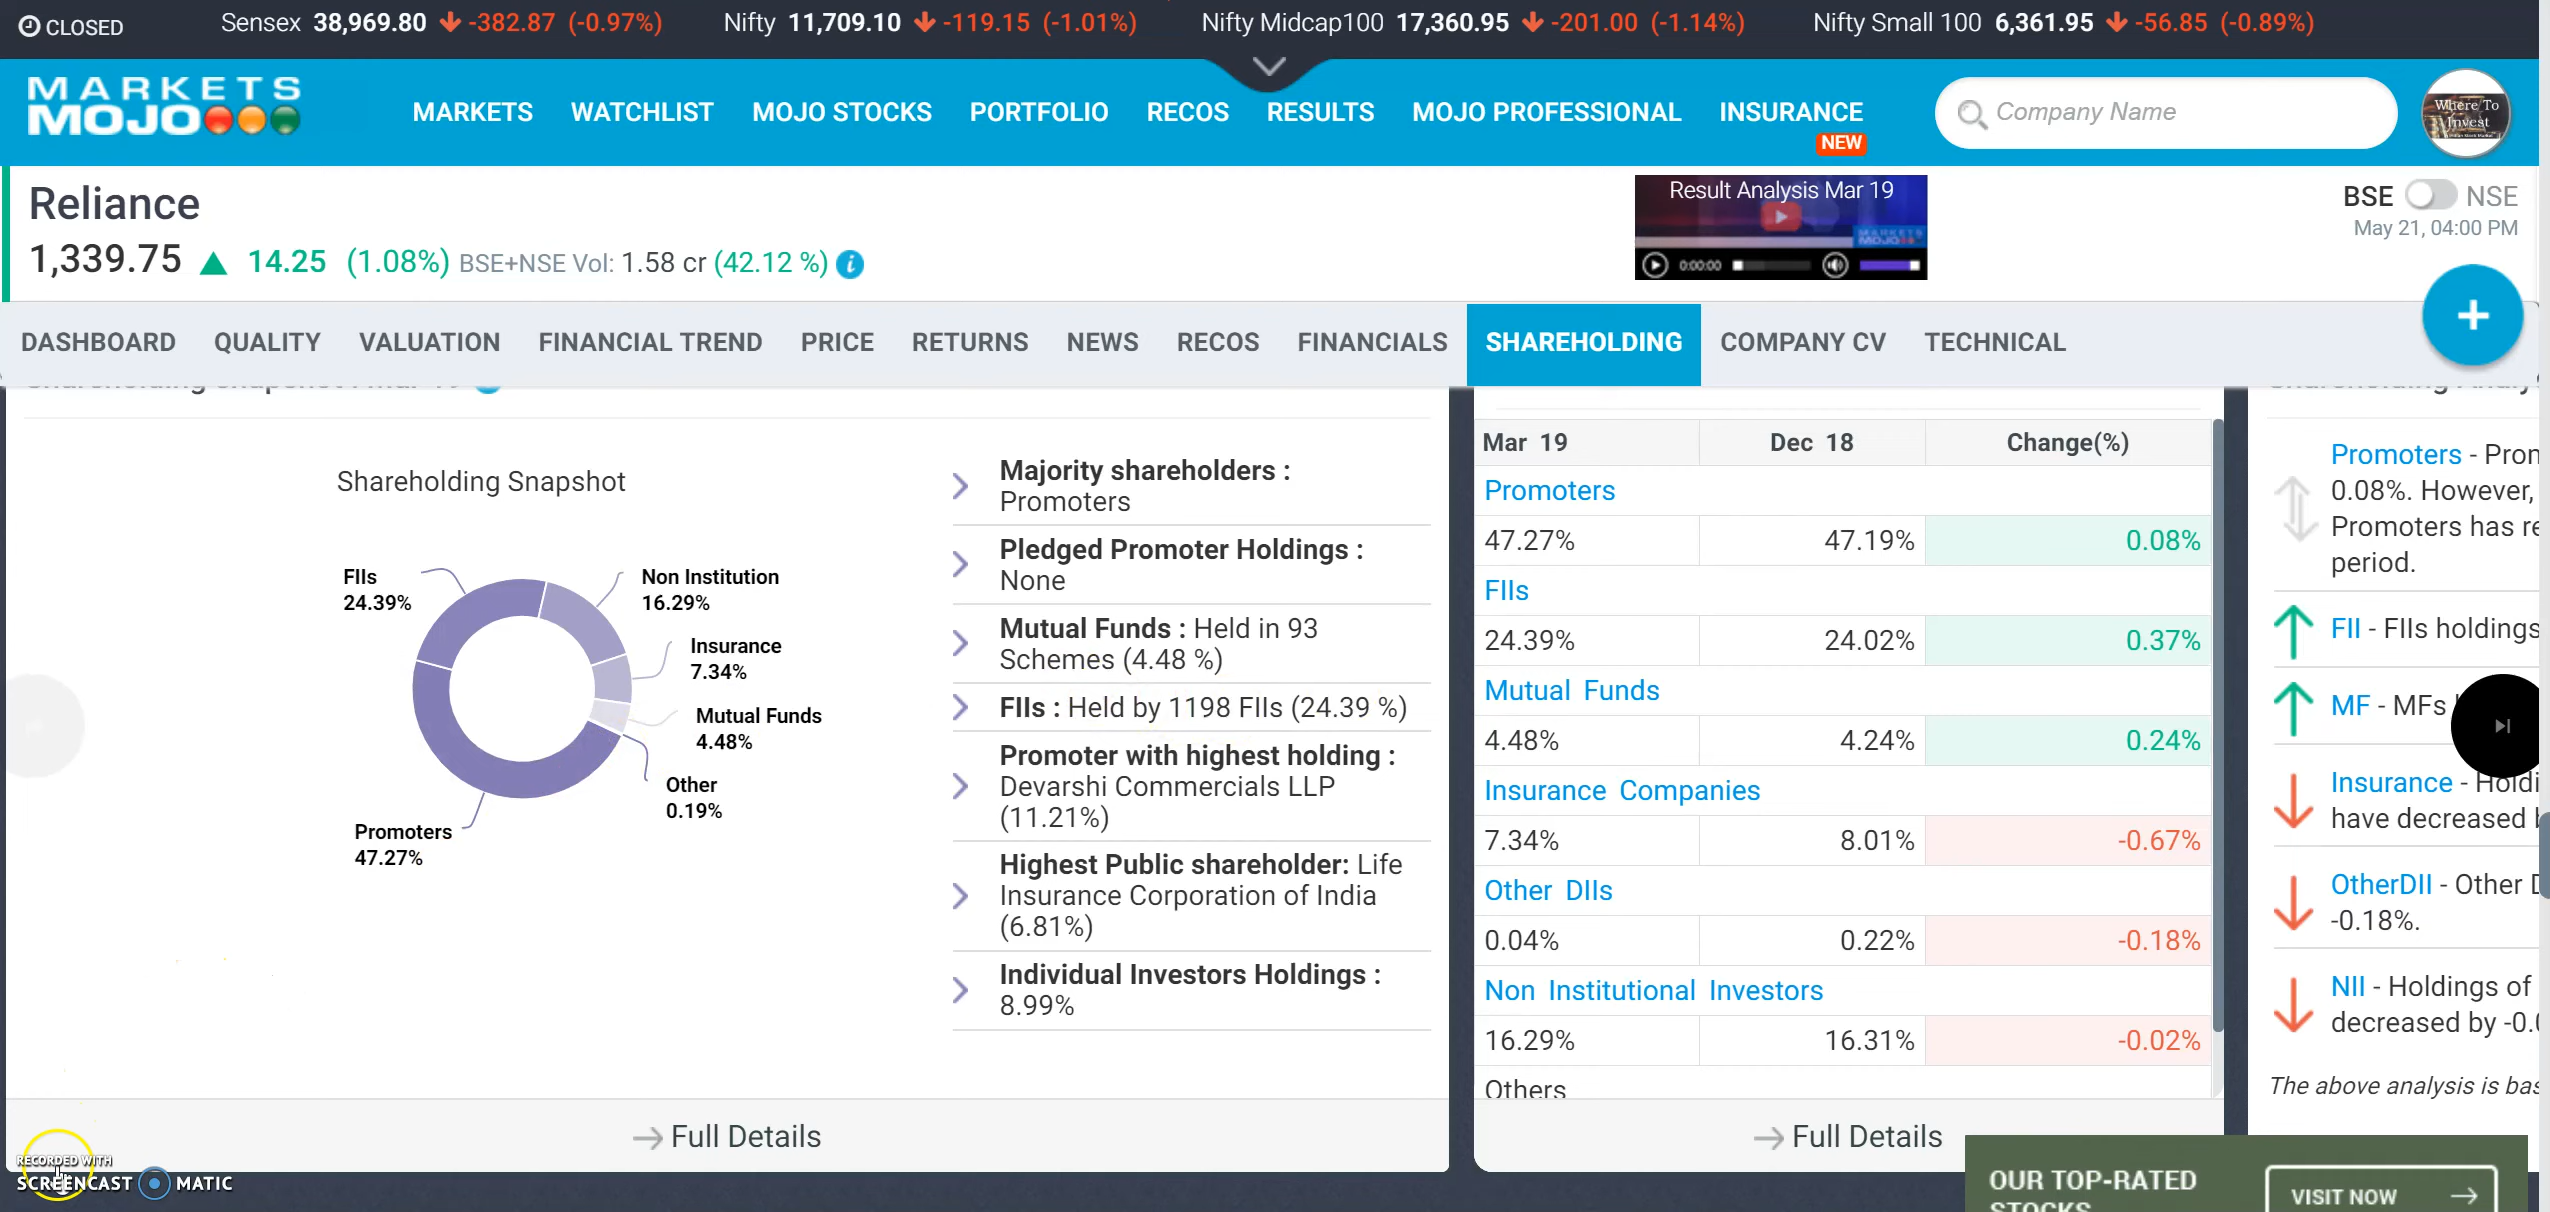 CLOSED Sensex 38,969.80 -382.87 (-0.97%) Nifty 11,709.10 -119.15 (-1.01%) Nifty Midcap100 17,360.95 -201.00 (-1.14%) Nifty Small 100 6,361.95 -56.85 (-0.89%)
MARKETS
MOJO
MARKETS WATCHLIST MOJO STOCKS PORTFOLIO RECOS RESULTS MOJO PROFESSIONAL INSURANCE
NEW
Company Name
Where To
Invest
Reliance
1,339.75 14.25 (1.08%) BSE+NSE Vol: 1.58 cr (42.12 %)
Result Analysis Mar 19
MARKETS
MOJO
0:00:00
BSE NSE
May 21, 04:00 PM
DASHBOARD QUALITY VALUATION FINANCIAL TREND PRICE RETURNS NEWS RECOS FINANCIALS SHAREHOLDING COMPANY CV TECHNICAL
Shareholding Snapshot
FIIs
24.39%
Non Institution
16.29%
Insurance
7.34%
Mutual Funds
4.48%
Other
0.19%
Promoters
47.27%
Majority shareholders :
Promoters
Pledged Promoter Holdings :
None
Mutual Funds : Held in 93
Schemes (4.48 %)
FIIs : Held by 1198 FIIs (24.39 %)
Promoter with highest holding :
Devarshi Commercials LLP
(11.21%)
Highest Public shareholder: Life
Insurance Corporation of India
(6.81%)
Individual Investors Holdings :
8.99%
Full Details
Mar 19 Dec 18 Change(%)
Promoters
47.27% 47.19% 0.08%
FIIs
24.39% 24.02% 0.37%
Mutual Funds
4.48% 4.24% 0.24%
Insurance Companies
7.34% 8.01% -0.67%
Other DIIs
0.04% 0.22% -0.18%
Non Institutional Investors
16.29% 16.31% -0.02%
Others
Full Details
Promoters - Pron
0.08%. However,
Promoters has re
period.
FII - FIIs holdings
MF - MFs
Insurance - Holdi
have decreased
OtherDII - Other
-0.18%.
NII - Holdings of
decreased by -0.
The above analysis is bas
OUR TOP-RATED
STOCKS
VISIT NOW
RECORDED WITH
SCREENCAST MATIC